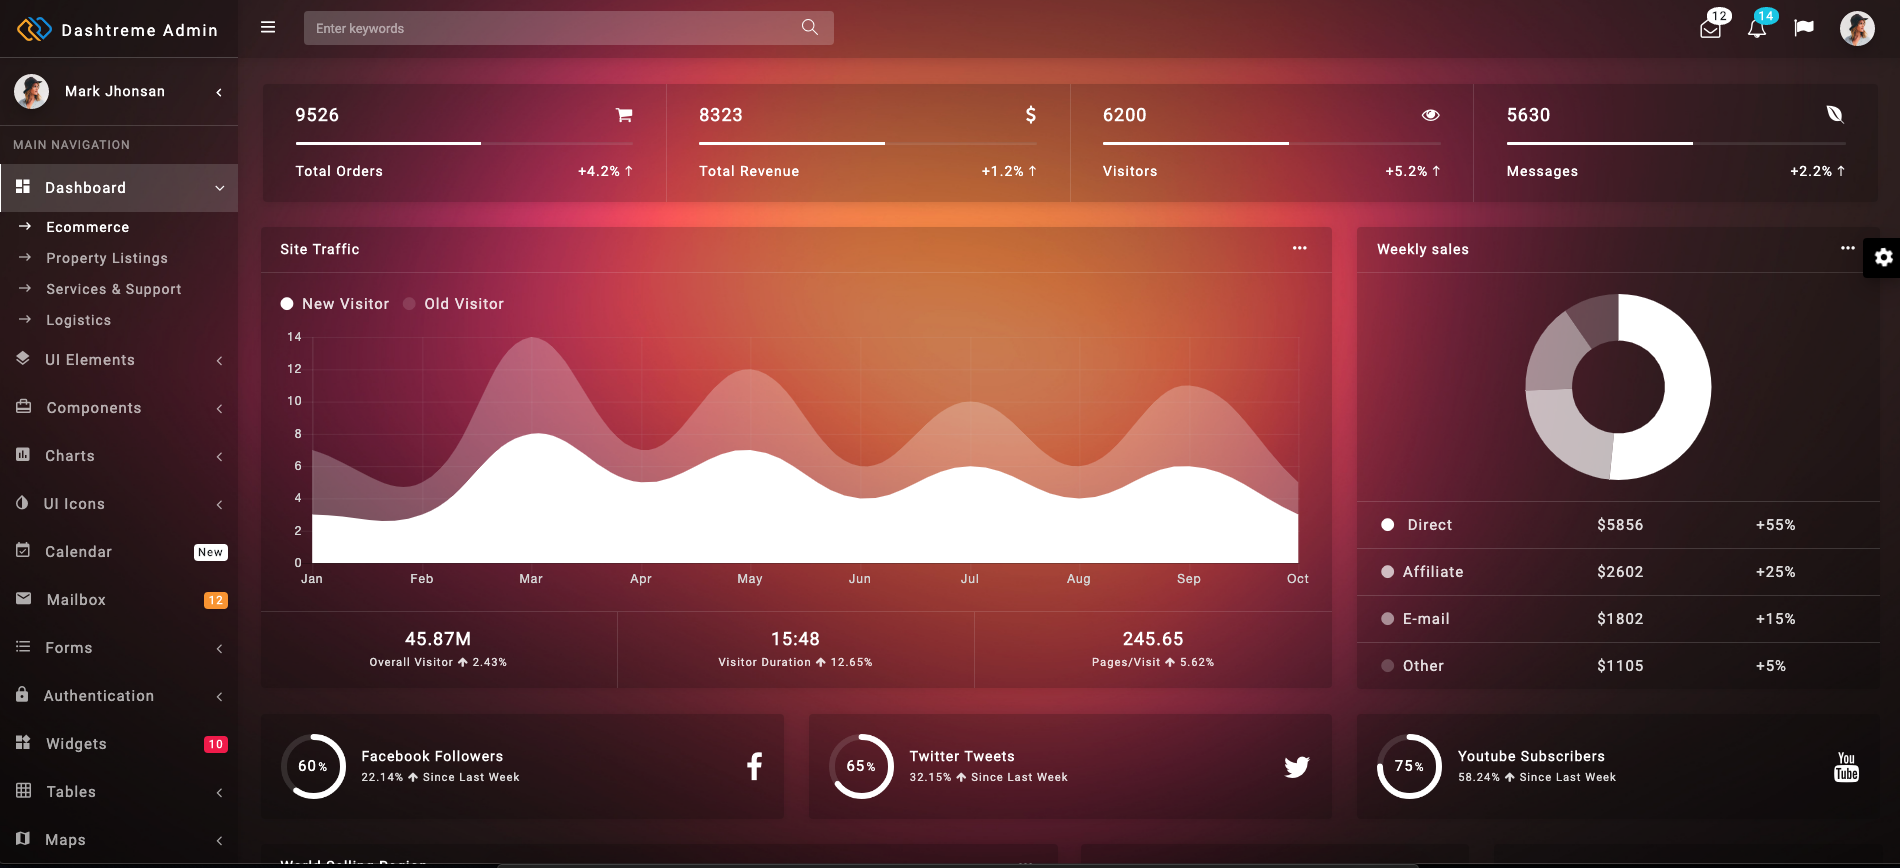 Dashtreme Admin
Enter keywords
12
14
Mark Jhonsan
MAIN NAVIGATION
Dashboard
Ecommerce
Property Listings
Services & Support
Logistics
UI Elements
Components
Charts
UI Icons
Calendar New
Mailbox 12
Forms
Authentication
Widgets 10
Tables
Maps
9526
Total Orders +4.2%
8323 $
Total Revenue +1.2%
6200
Visitors +5.2%
5630
Messages +2.2%
Site Traffic
New Visitor Old Visitor
14
12
10
8
6
4
2
0
Jan Feb Mar Apr May Jun Jul Aug Sep Oct
45.87M
Overall Visitor 2.43%
15:48
Visitor Duration 12.65%
245.65
Pages/Visit 5.62%
Weekly sales
Direct $5856 +55%
Affiliate $2602 +25%
E-mail $1802 +15%
Other $1105 +5%
60%
Facebook Followers
22.14% Since Last Week
65%
Twitter Tweets
32.15% Since Last Week
75%
Youtube Subscribers
58.24% Since Last Week
You
Tube
World Selling Region